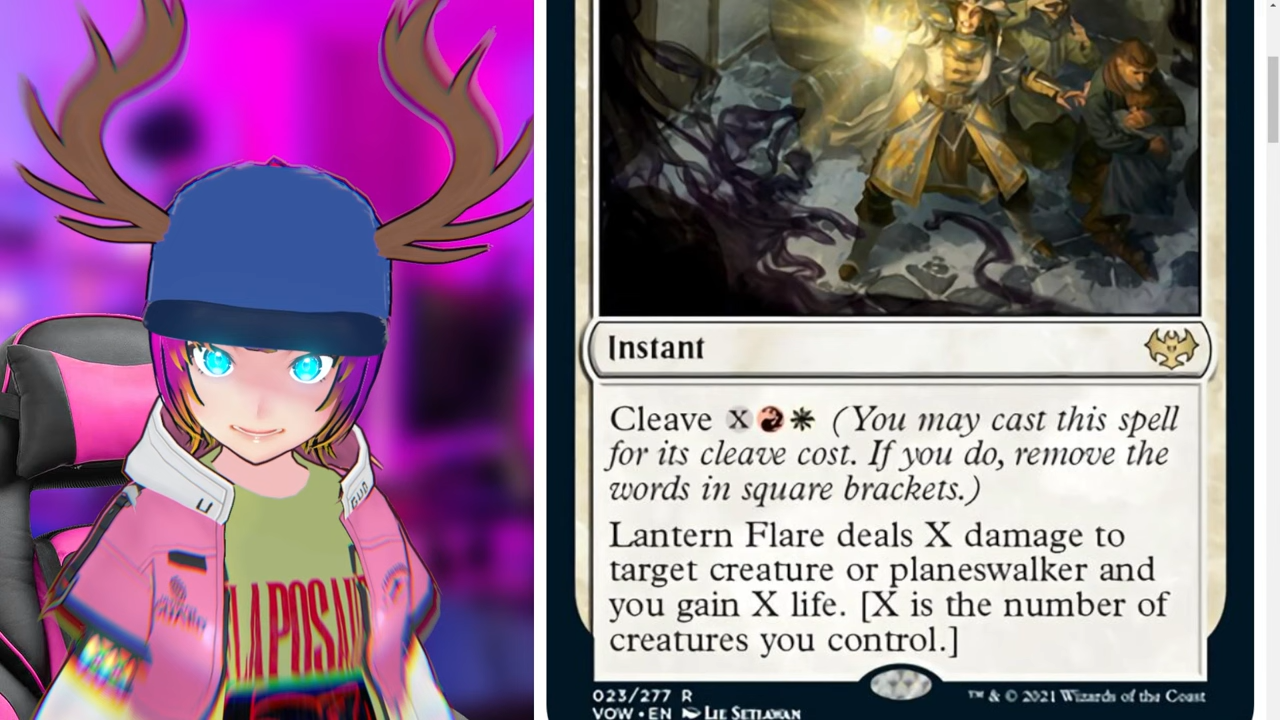 Instant
Cleave X (You may cast this spell
for its cleave cost. If you do, remove the
words in square brackets.)
Lantern Flare deals X damage to
target creature or planeswalker and
you gain X life. [X is the number of
creatures you control.]
023/277 R
VOW • EN LIE SETIAWAN
™ & © 2021 Wizards of the Coast